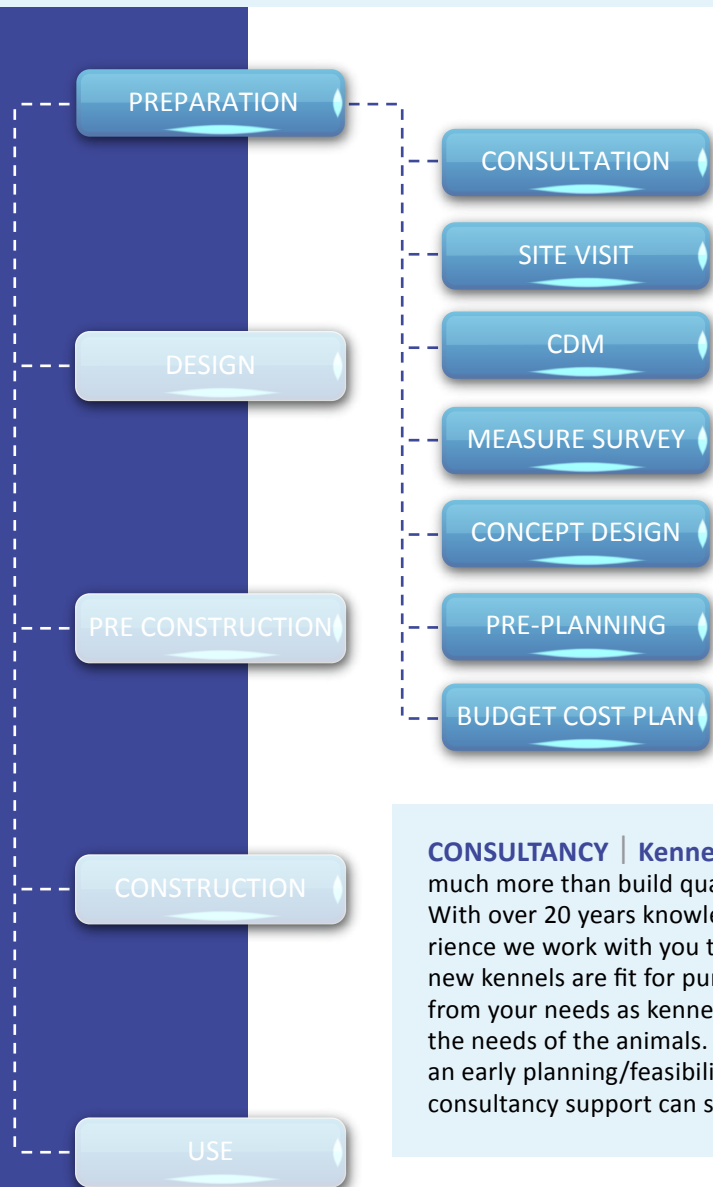 PREPARATION
CONSULTATION
SITE VISIT
CDM
MEASURE SURVEY
CONCEPT DESIGN
PRE-PLANNING
BUDGET COST PLAN
DESIGN
PRE CONSTRUCTION
CONSTRUCTION
USE
CONSULTANCY | Kenne
much more than build qua
With over 20 years knowle
rience we work with you t
new kennels are fit for pur
from your needs as kenne
the needs of the animals.
an early planning/feasibili
consultancy support can s